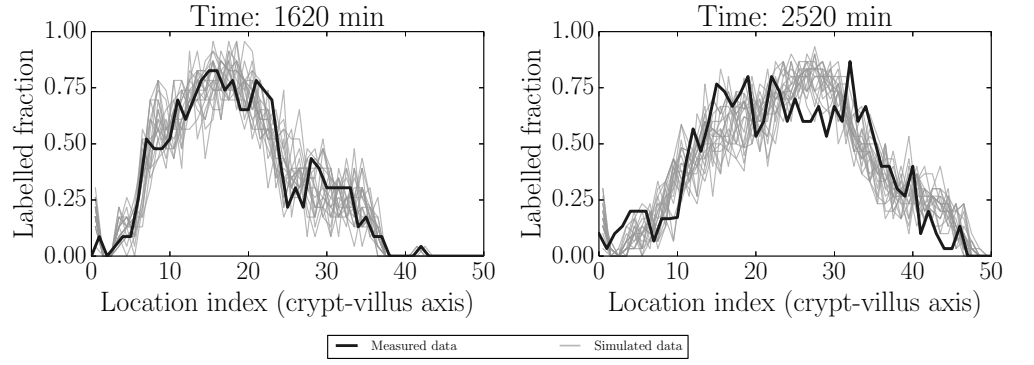 Time: 1620 min
1.00
0.75
0.50
0.25
0.00
Labelled fraction
0 10 20 30 40 50
Location index (crypt-villus axis)
Time: 2520 min
1.00
0.75
0.50
0.25
0.00
Labelled fraction
0 10 20 30 40 50
Location index (crypt-villus axis)
Measured data Simulated data